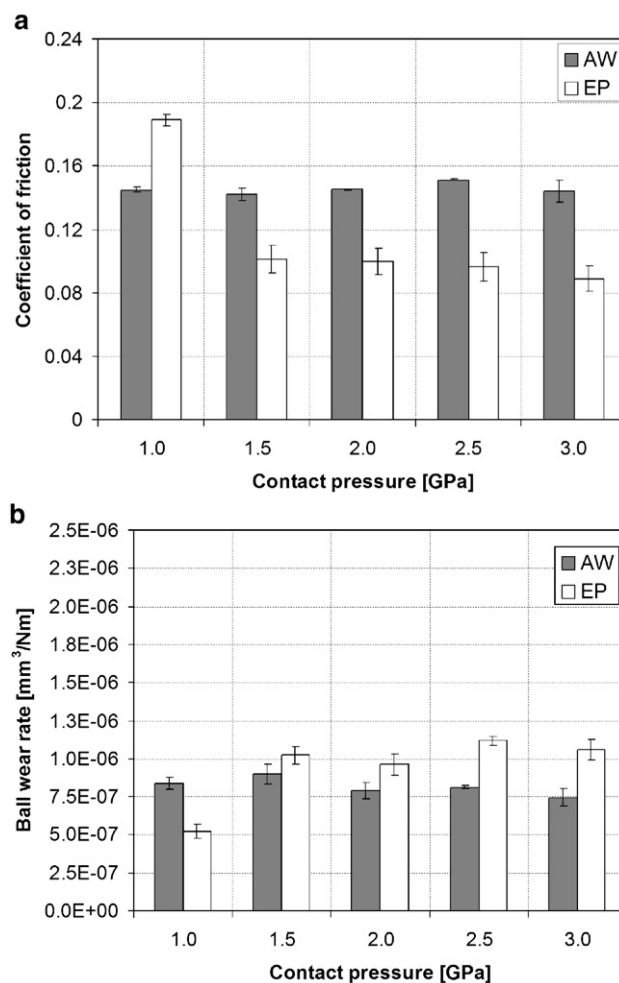 a
0.24
0.2
0.16
0.12
0.08
0.04
0
Coefficient of friction
AW
EP
1.0 1.5 2.0 2.5 3.0
Contact pressure [GPa]
b
2.5E-06
2.3E-06
2.0E-06
1.8E-06
1.5E-06
1.3E-06
1.0E-06
7.5E-07
5.0E-07
2.5E-07
0.0E+00
Ball wear rate [mm³/Nm]
AW
EP
1.0 1.5 2.0 2.5 3.0
Contact pressure [GPa]